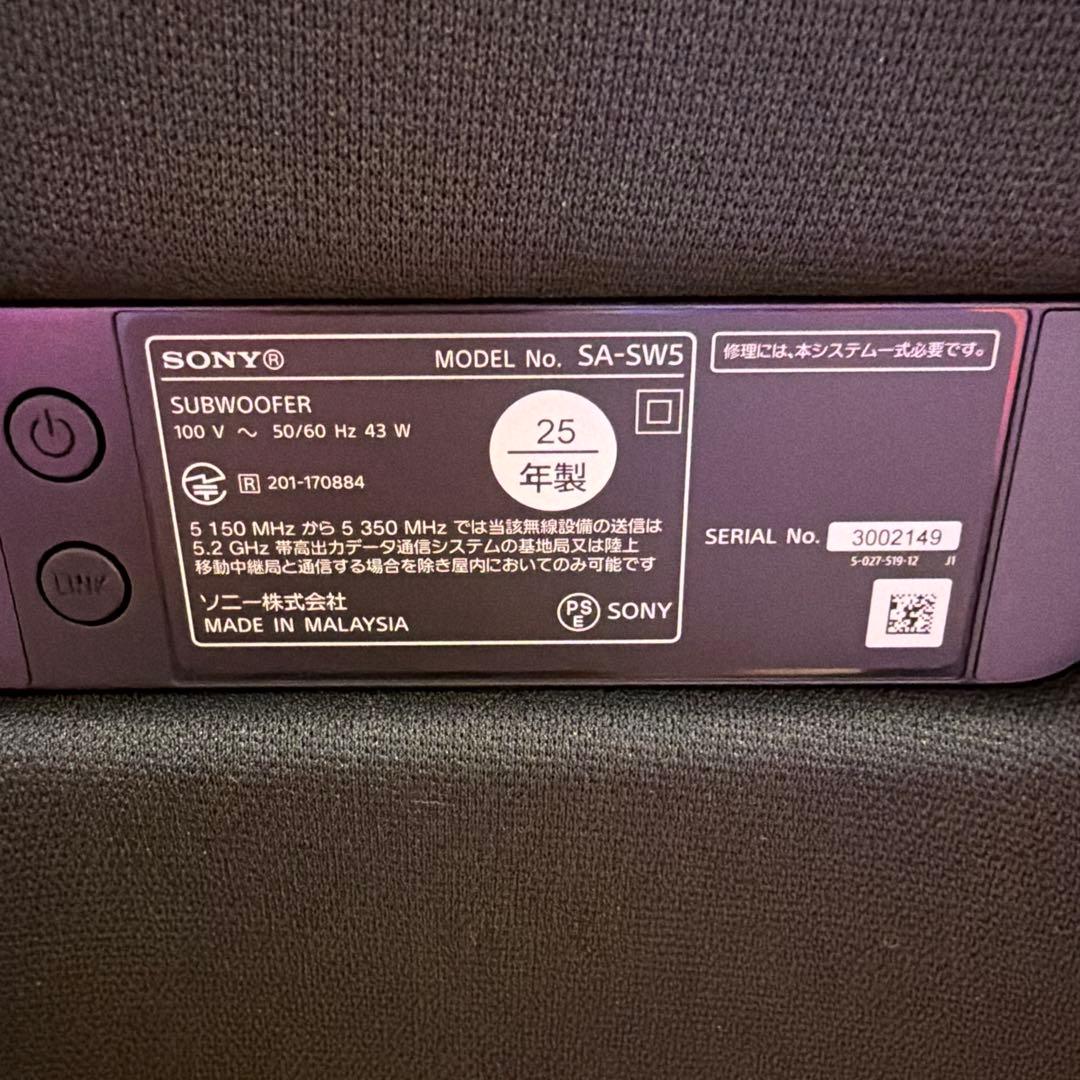 SONY®
MODEL No. SA-SW5
SUBWOOFER
100 V ～ 50/60 Hz 43 W
25
年製
R 201-170884
5 150 MHz から 5 350 MHz では当該無線設備の送信は
5.2 GHz 帯高出力データ通信システムの基地局又は陸上
移動中継局と通信する場合を除き屋内においてのみ可能です
ソニー株式会社
MADE IN MALAYSIA
PSE SONY
修理には、本システム一式必要です。
SERIAL No. 3002149
5-027-519-12 J1
LINK